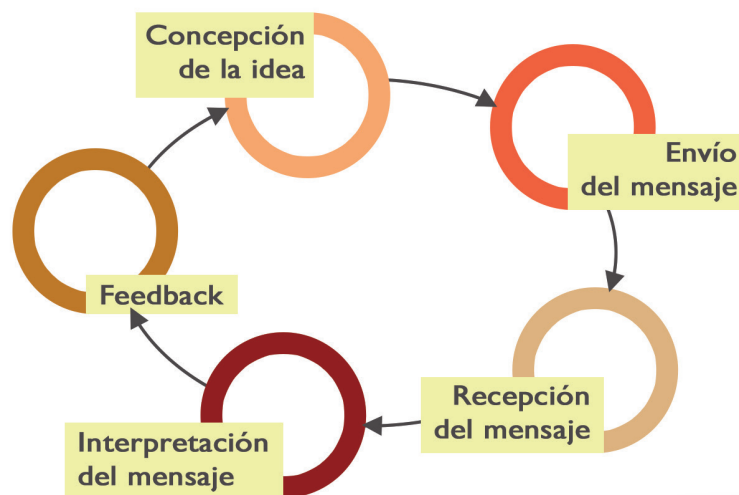 Concepción
de la idea
Envío
del mensaje
Recepción
del mensaje
Interpretación
del mensaje
Feedback